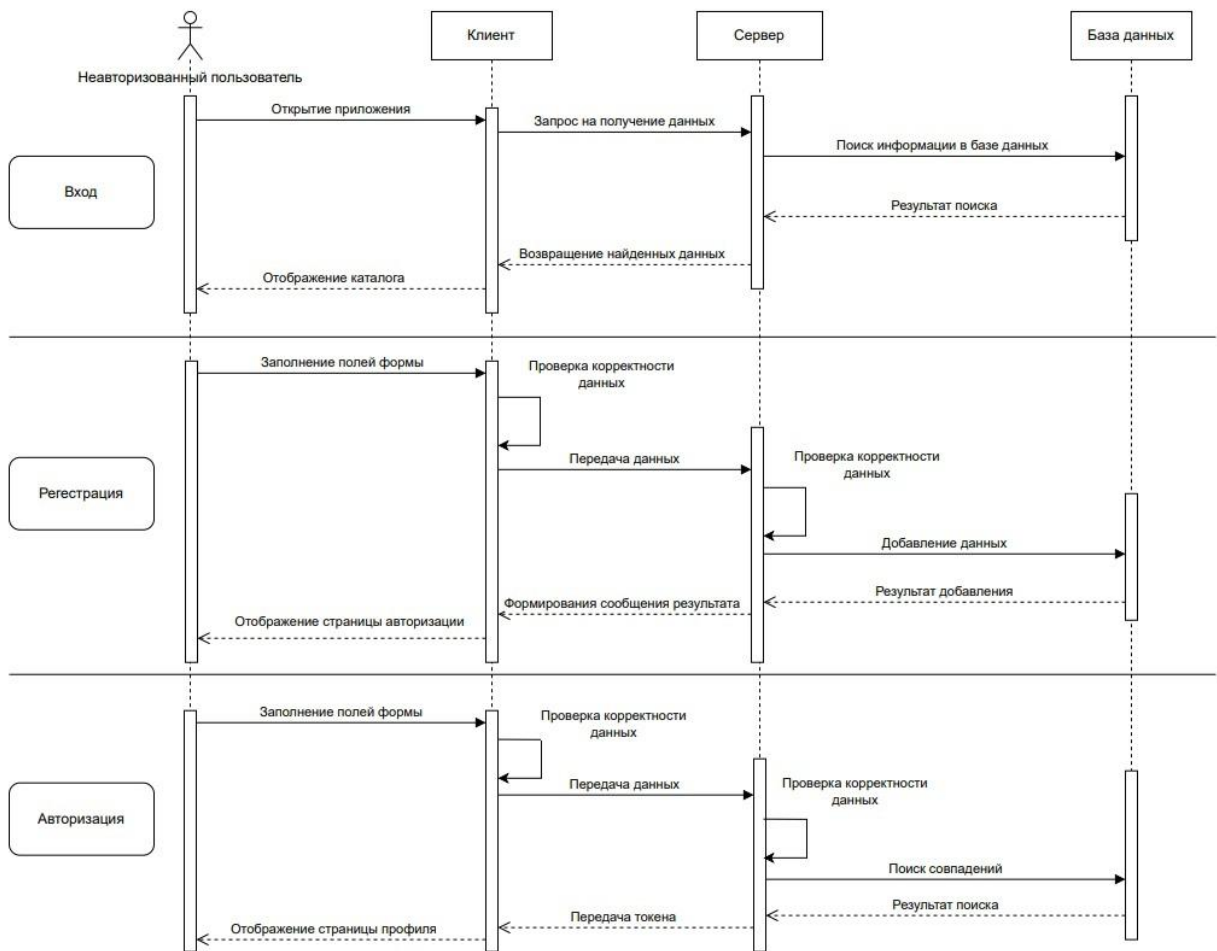 Клиент
Сервер
База данных
Неавторизованный пользователь
Открытие приложения
Запрос на получение данных
Поиск информации в базе данных
Вход
Результат поиска
Возвращение найденных данных
Отображение каталога
Заполнение полей формы
Проверка корректности
данных
Передача данных
Проверка корректности
данных
Регестрация
Добавление данных
Результат добавления
Формирования сообщения результата
Отображение страницы авторизации
Заполнение полей формы
Проверка корректности
данных
Передача данных
Проверка корректности
данных
Авторизация
Поиск совпадений
Результат поиска
Передача токена
Отображение страницы профиля